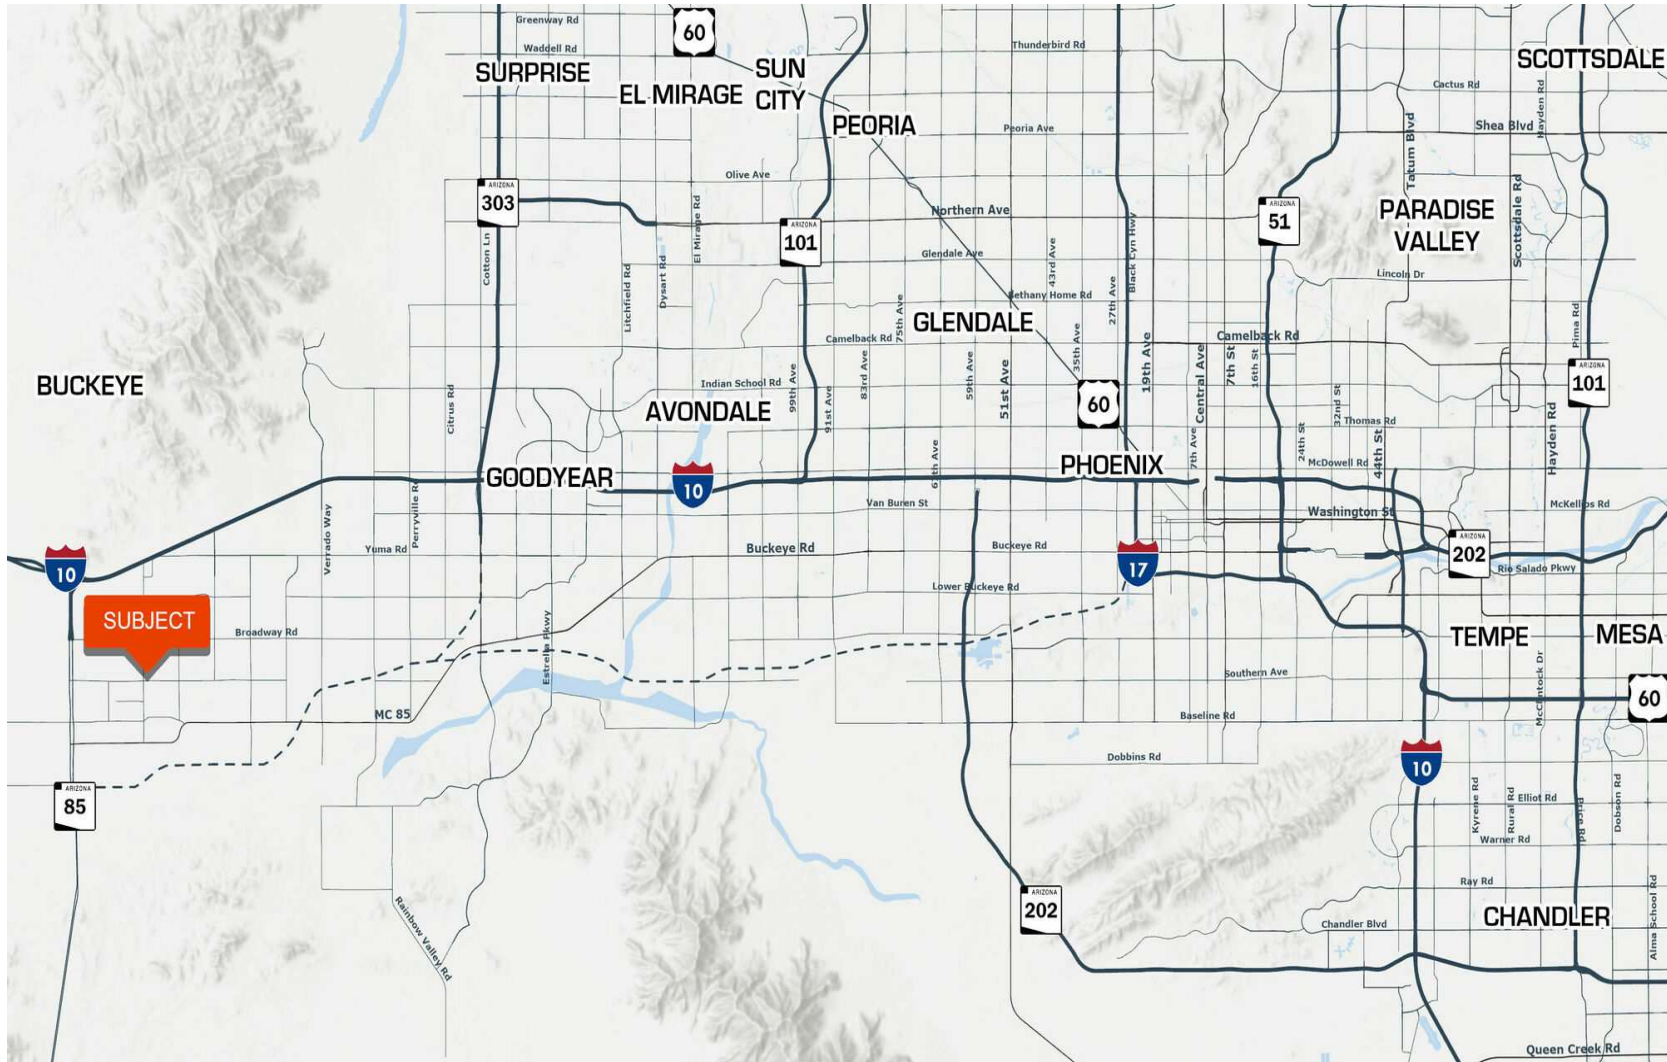 Greenway Rd
60
Waddell Rd
Thunderbird Rd
SCOTTSDALE
SURPRISE
SUN
CITY
EL MIRAGE
Cactus Rd
Hayden Rd
PEORIA
Peoria Ave
Shea Blvd
Tatum Blvd
Olive Ave
ARIZONA
303
Northern Ave
ARIZONA
51
PARADISE
VALLEY
Scottsdale Rd
El Mirage Rd
ARIZONA
101
Cotton Ln
Glendale Ave
43rd Ave
Black Cyn Hwy
Lincoln Dr
Litchfield Rd
Dysart Rd
Bethany Home Rd
27th Ave
75th Ave
GLENDALE
Camelback Rd
Camelback Rd
Pima Rd
35th Ave
19th Ave
Central Ave
7th St
16th St
BUCKEYE
Indian School Rd
99th Ave
83rd Ave
59th Ave
51st Ave
ARIZONA
101
Citrus Rd
AVONDALE
91st Ave
60
32nd St
Thomas Rd
Hayden Rd
7th Ave
24th St
44th St
GOODYEAR
10
PHOENIX
McDowell Rd
Van Buren St
Washington St
McKellips Rd
Verrado Way
Perryville Rd
Yuma Rd
Buckeye Rd
Buckeye Rd
17
ARIZONA
202
10
Rio Salado Pkwy
Lower Buckeye Rd
SUBJECT
Broadway Rd
Estrella Pkwy
TEMPE
MESA
Southern Ave
McClintock Dr
60
MC 85
Baseline Rd
Dobbins Rd
10
ARIZONA
85
Kyrene Rd
Rural Rd
Elliot Rd
Price Rd
Dobson Rd
Warner Rd
Ray Rd
Alma School Rd
ARIZONA
202
Rainbow Valley Rd
Chandler Blvd
CHANDLER
Queen Creek Rd